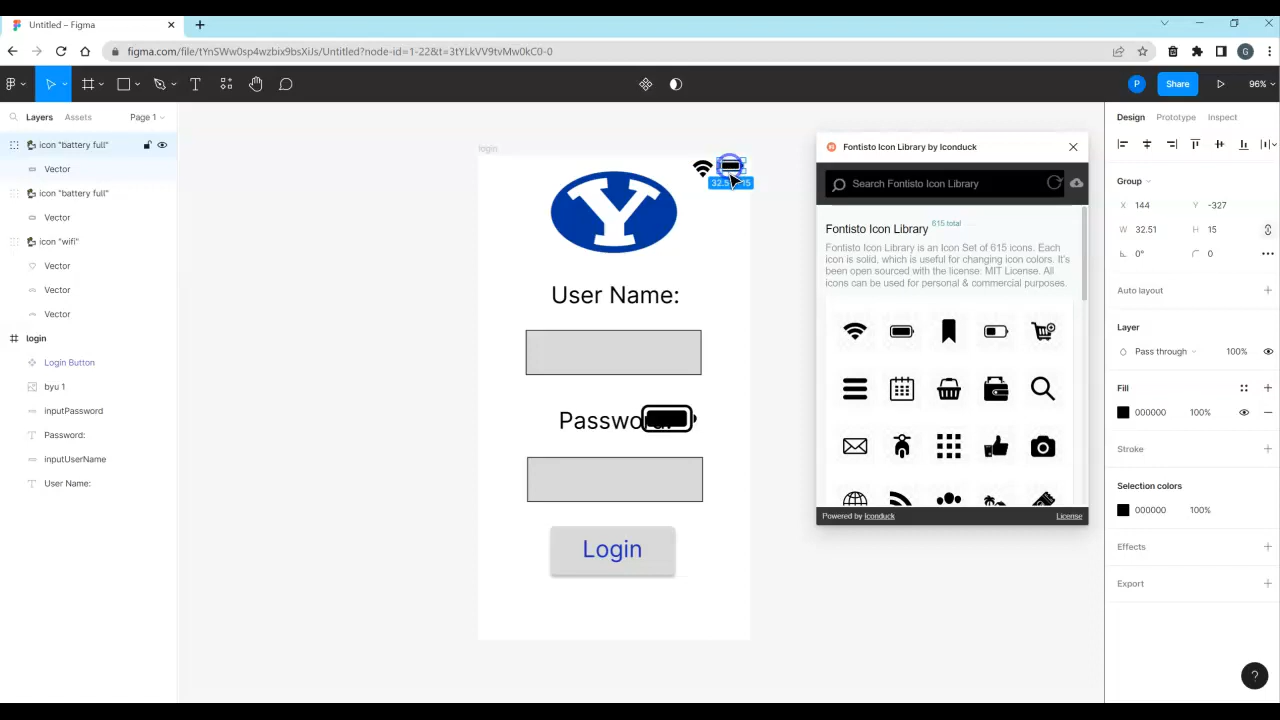 Untitled – Figma
figma.com/file/tYnSWw0sp4wzbix9bsXiJs/Untitled?node-id=1-22&t=3tYLkVV9tvMw0kC0-0
G
P
Share
96%
Layers
Assets
Page 1
icon "battery full"
Vector
icon "battery full"
Vector
icon "wifi"
Vector
Vector
Vector
login
Login Button
byu 1
inputPassword
Password:
inputUserName
User Name:
login
Y
User Name:
Login
Fontisto Icon Library by Iconduck
Search Fontisto Icon Library
Fontisto Icon Library 615 total
Fontisto Icon Library is an Icon Set of 615 icons. Each
icon is solid, which is useful for changing icon colors. It's
been open sourced with the license: MIT License. All
icons can be used for personal & commercial purposes.
Powered by Iconduck
License
Design
Prototype
Inspect
Group
X 144 Y -327
W 32.51 H 15
0° 0
Auto layout
Layer
Pass through 100%
Fill
000000 100%
Stroke
Selection colors
000000 100%
Effects
Export
?